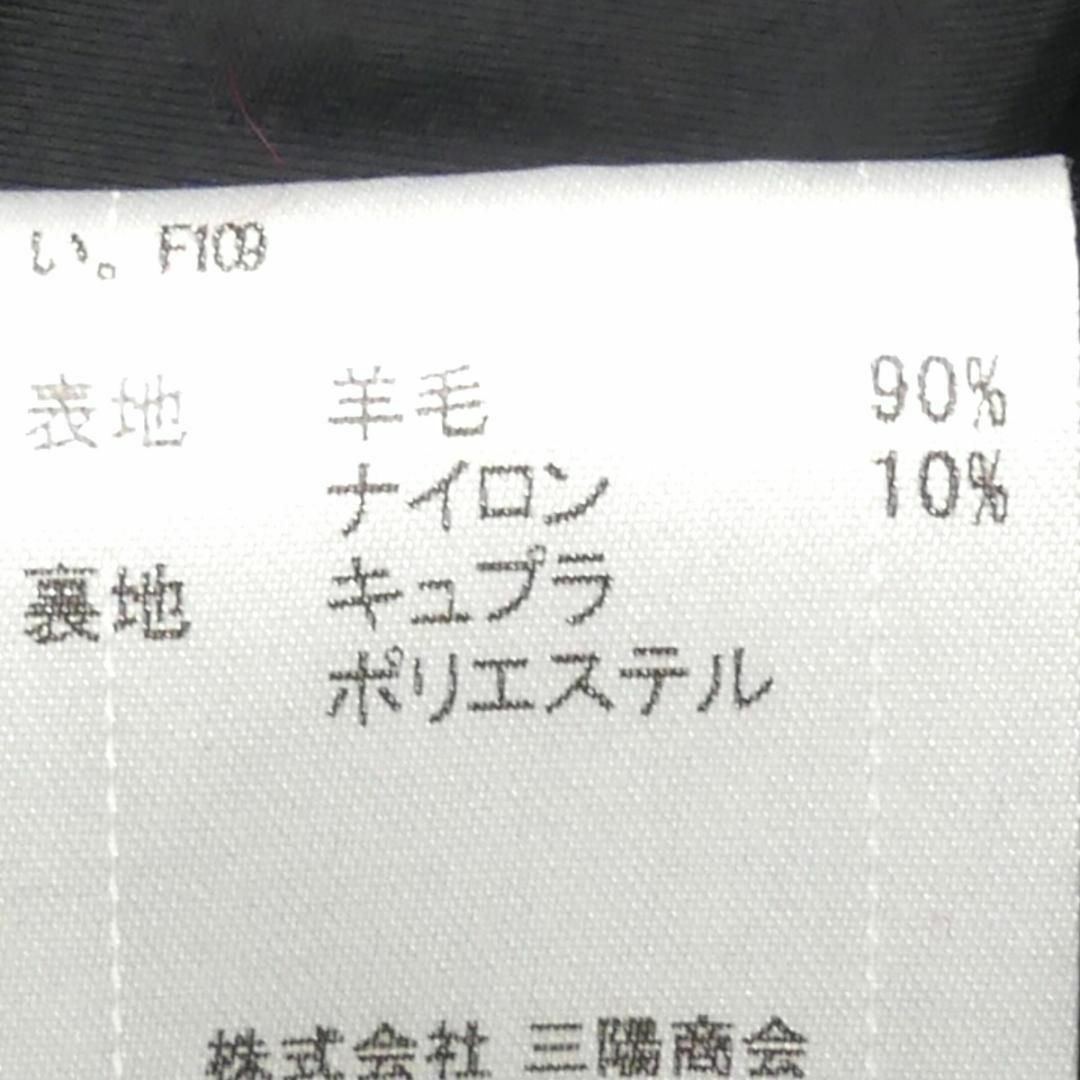 い。F109
表地 羊毛 90%
ナイロン 10%
裏地 キュプラ
ポリエステル
株式会社 三陽商会